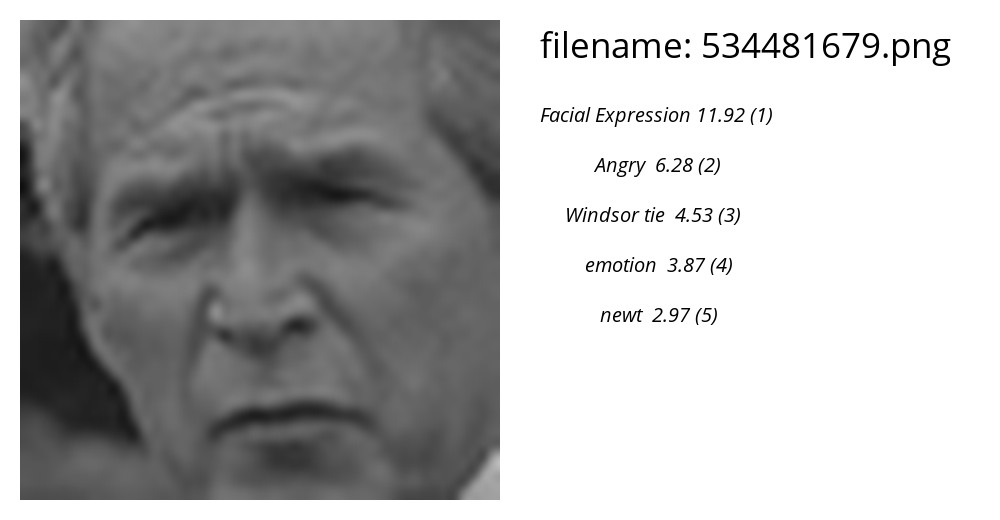 filename: 534481679.png
Facial Expression 11.92 (1)
Angry 6.28 (2)
Windsor tie 4.53 (3)
emotion 3.87 (4)
newt 2.97 (5)